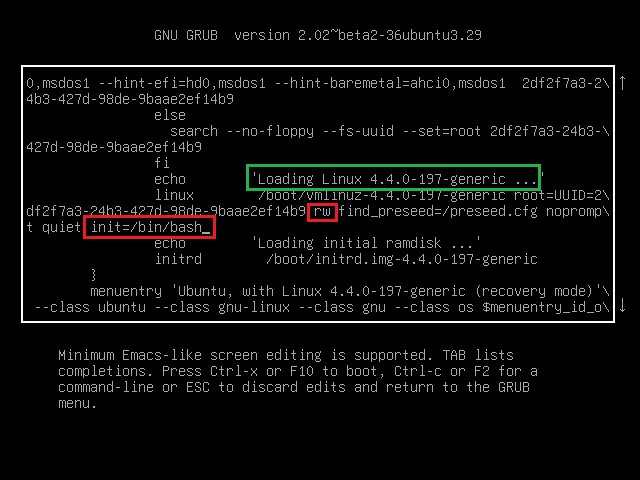 GNU GRUB  version 2.02~beta2-36ubuntu3.29
0,msdos1 --hint-efi=hd0,msdos1 --hint-baremetal=ahci0,msdos1  2df2f7a3-2\
4b3-427d-98de-9baae2ef14b9
else
search --no-floppy --fs-uuid --set=root 2df2f7a3-24b3-\
427d-98de-9baae2ef14b9
fi
echo 'Loading Linux 4.4.0-197-generic ...'
linux /boot/vmlinuz-4.4.0-197-generic root=UUID=2\
df2f7a3-24b3-427d-98de-9baae2ef14b9 rw find_preseed=/preseed.cfg nopromp\
t quiet init=/bin/bash_
echo 'Loading initial ramdisk ...'
initrd /boot/initrd.img-4.4.0-197-generic
}
menuentry 'Ubuntu, with Linux 4.4.0-197-generic (recovery mode)'\
--class ubuntu --class gnu-linux --class gnu --class os $menuentry_id_o\
Minimum Emacs-like screen editing is supported. TAB lists
completions. Press Ctrl-x or F10 to boot, Ctrl-c or F2 for a
command-line or ESC to discard edits and return to the GRUB
menu.